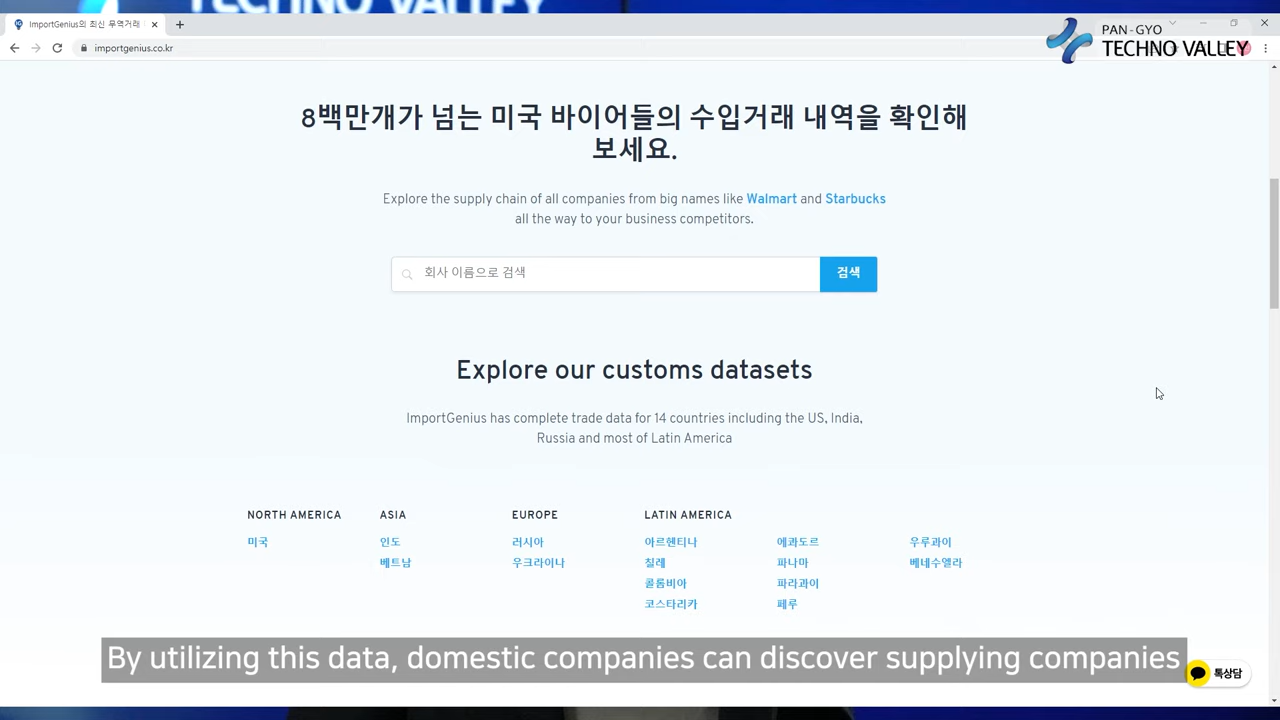 TECHNO VALLEY
ImportGenius의 최신 무역거래
importgenius.co.kr
PAN-GYO
TECHNO VALLEY
8백만개가 넘는 미국 바이어들의 수입거래 내역을 확인해
보세요.
Explore the supply chain of all companies from big names like Walmart and Starbucks
all the way to your business competitors.
회사 이름으로 검색
검색
Explore our customs datasets
ImportGenius has complete trade data for 14 countries including the US, India,
Russia and most of Latin America
NORTH AMERICA
미국
ASIA
인도
베트남
EUROPE
러시아
우크라이나
LATIN AMERICA
아르헨티나
칠레
콜롬비아
코스타리카
에콰도르
파나마
파라과이
페루
우루과이
베네수엘라
By utilizing this data, domestic companies can discover supplying companies
톡상담